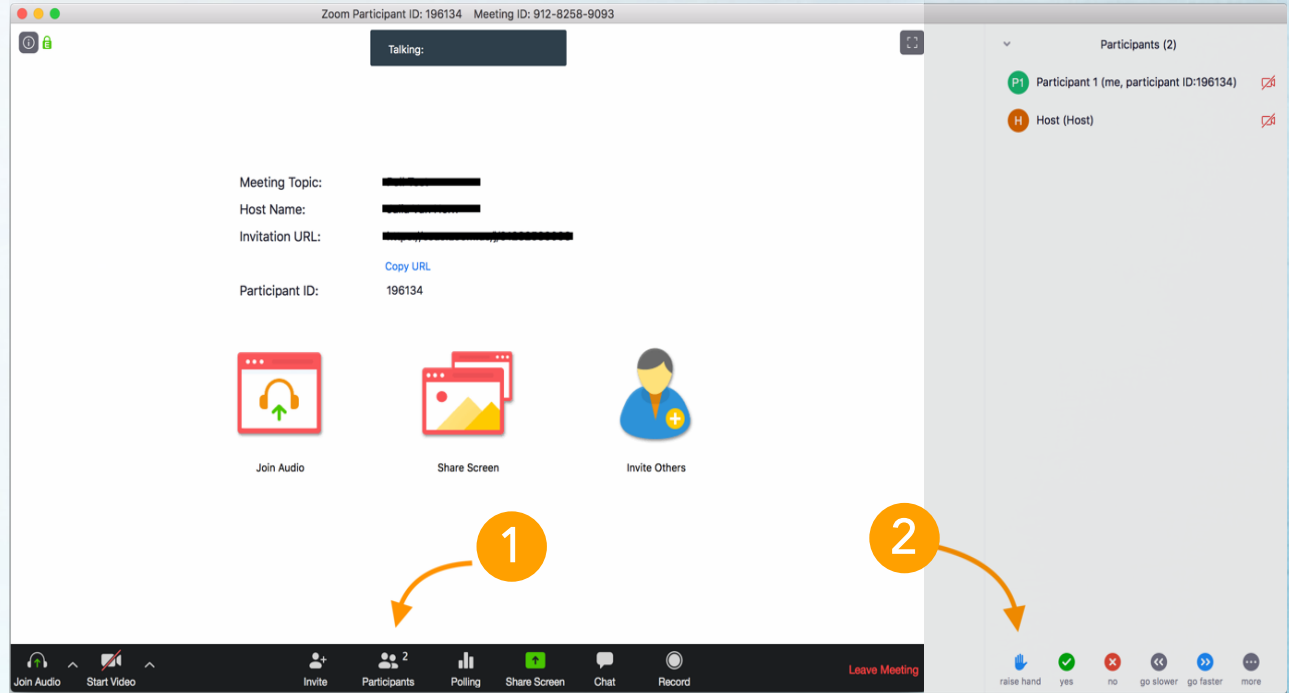 Zoom Participant ID: 196134 Meeting ID: 912-8258-9093
Talking:
Participants (2)
P1 Participant 1 (me, participant ID:196134)
H Host (Host)
Meeting Topic:
Host Name:
Invitation URL:
Copy URL
Participant ID: 196134
Join Audio Share Screen Invite Others
1
2
2
Join Audio Start Video Invite Participants Polling Share Screen Chat Record Leave Meeting
raise hand yes no go slower go faster more